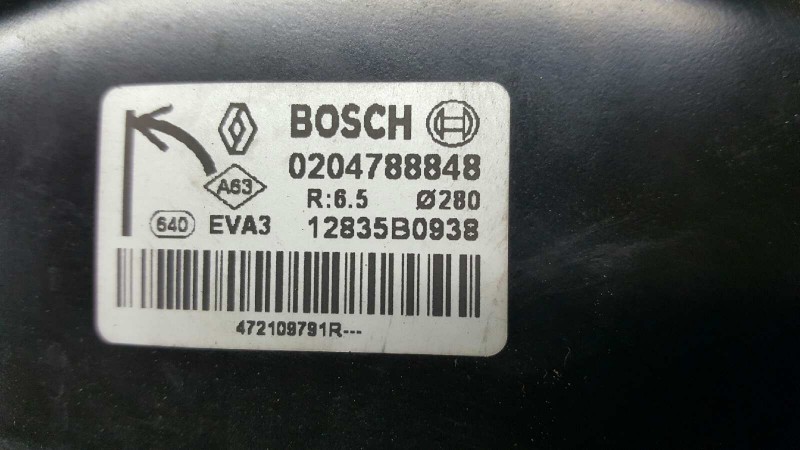 BOSCH
0204788848
A63
R:6.5 Ø280
640 EVA3 12835B0938
472109791R---